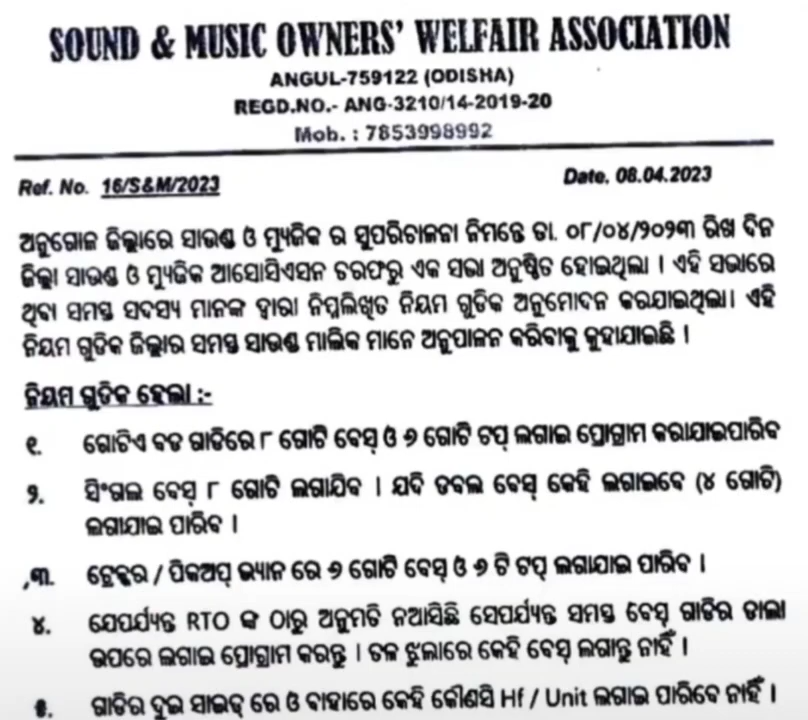 SOUND & MUSIC OWNERS' WELFAIR ASSOCIATION
ANGUL-759122 (ODISHA)
REGD.NO.- ANG-3210/14-2019-20
Mob. : 7853998992
Ref. No. 16/S&M/2023 Date. 08.04.2023
ଅନୁଗୋଳ ଜିଲ୍ଲାରେ ସାଉଣ୍ଡ ଓ ମ୍ୟୁଜିକ ର ସୁପରିଚାଳନା ନିମନ୍ତେ ତା. ୦୮/୦୪/୨୦୨୩ ରିଖ ଦିନ
ଜିଲ୍ଲା ସାଉଣ୍ଡ ଓ ମ୍ୟୁଜିକ ଆସୋସିଏସନ ତରଫରୁ ଏକ ସଭା ଅନୁଷ୍ଠିତ ହୋଇଥିଲା । ଏହି ସଭାରେ
ଥିବା ସମସ୍ତ ସଦସ୍ୟ ମାନଙ୍କ ଦ୍ୱାରା ନିମ୍ନଲିଖିତ ନିୟମ ଗୁଡିକ ଅନୁମୋଦନ କରଯାଇଥିଲା। ଏହି
ନିୟମ ଗୁଡିକ ଜିଲ୍ଲାର ସମସ୍ତ ସାଉଣ୍ଡ ମାଲିକ ମାନେ ଅନୁପାଳନ କରିବାକୁ କୁହାଯାଇଛି ।
ନିୟମ ଗୁଡିକ ହେଲା :-
୧. ଗୋଟିଏ ବଡ ଗାଡିରେ ୮ ଗୋଟି ବେସ୍ ଓ ୬ ଗୋଟି ଟପ୍ ଲଗାଇ ପ୍ରୋଗ୍ରାମ କରାଯାଇପାରିବ
୨. ସିଂଗଲ ବେସ୍ ୮ ଗୋଟି ଲଗାଯିବ । ଯଦି ଡବଲ ବେସ୍ କେହି ଲଗାଇବେ (୪ ଗୋଟି)
ଲଗାଯାଇ ପାରିବ ।
୩. ଟ୍ରେକ୍ଟର / ପିକଅପ୍ ଭ୍ୟାନ ରେ ୬ ଗୋଟି ବେସ୍ ଓ ୬ ଟି ଟପ୍ ଲଗାଯାଇ ପାରିବ ।
୪. ଯେପର୍ଯ୍ୟନ୍ତ RTO ଙ୍କ ଠାରୁ ଅନୁମତି ନଆସିଛି ସେପର୍ଯ୍ୟନ୍ତ ସମସ୍ତ ବେସ୍ ଗାଡିର ଡାଲା
ଉପରେ ଲଗାଇ ପ୍ରୋଗ୍ରାମ କରନ୍ତୁ । ତଳ ଝୁଲାରେ କେହି ବେସ୍ ଲଗାନ୍ତୁ ନାହିଁ ।
୫. ଗାଡିର ଦୁଇ ସାଇଡ୍ ରେ ଓ ବାହାରେ କେହି କୌଣସି Hf / Unit ଲଗାଇ ପାରିବେ ନାହିଁ ।